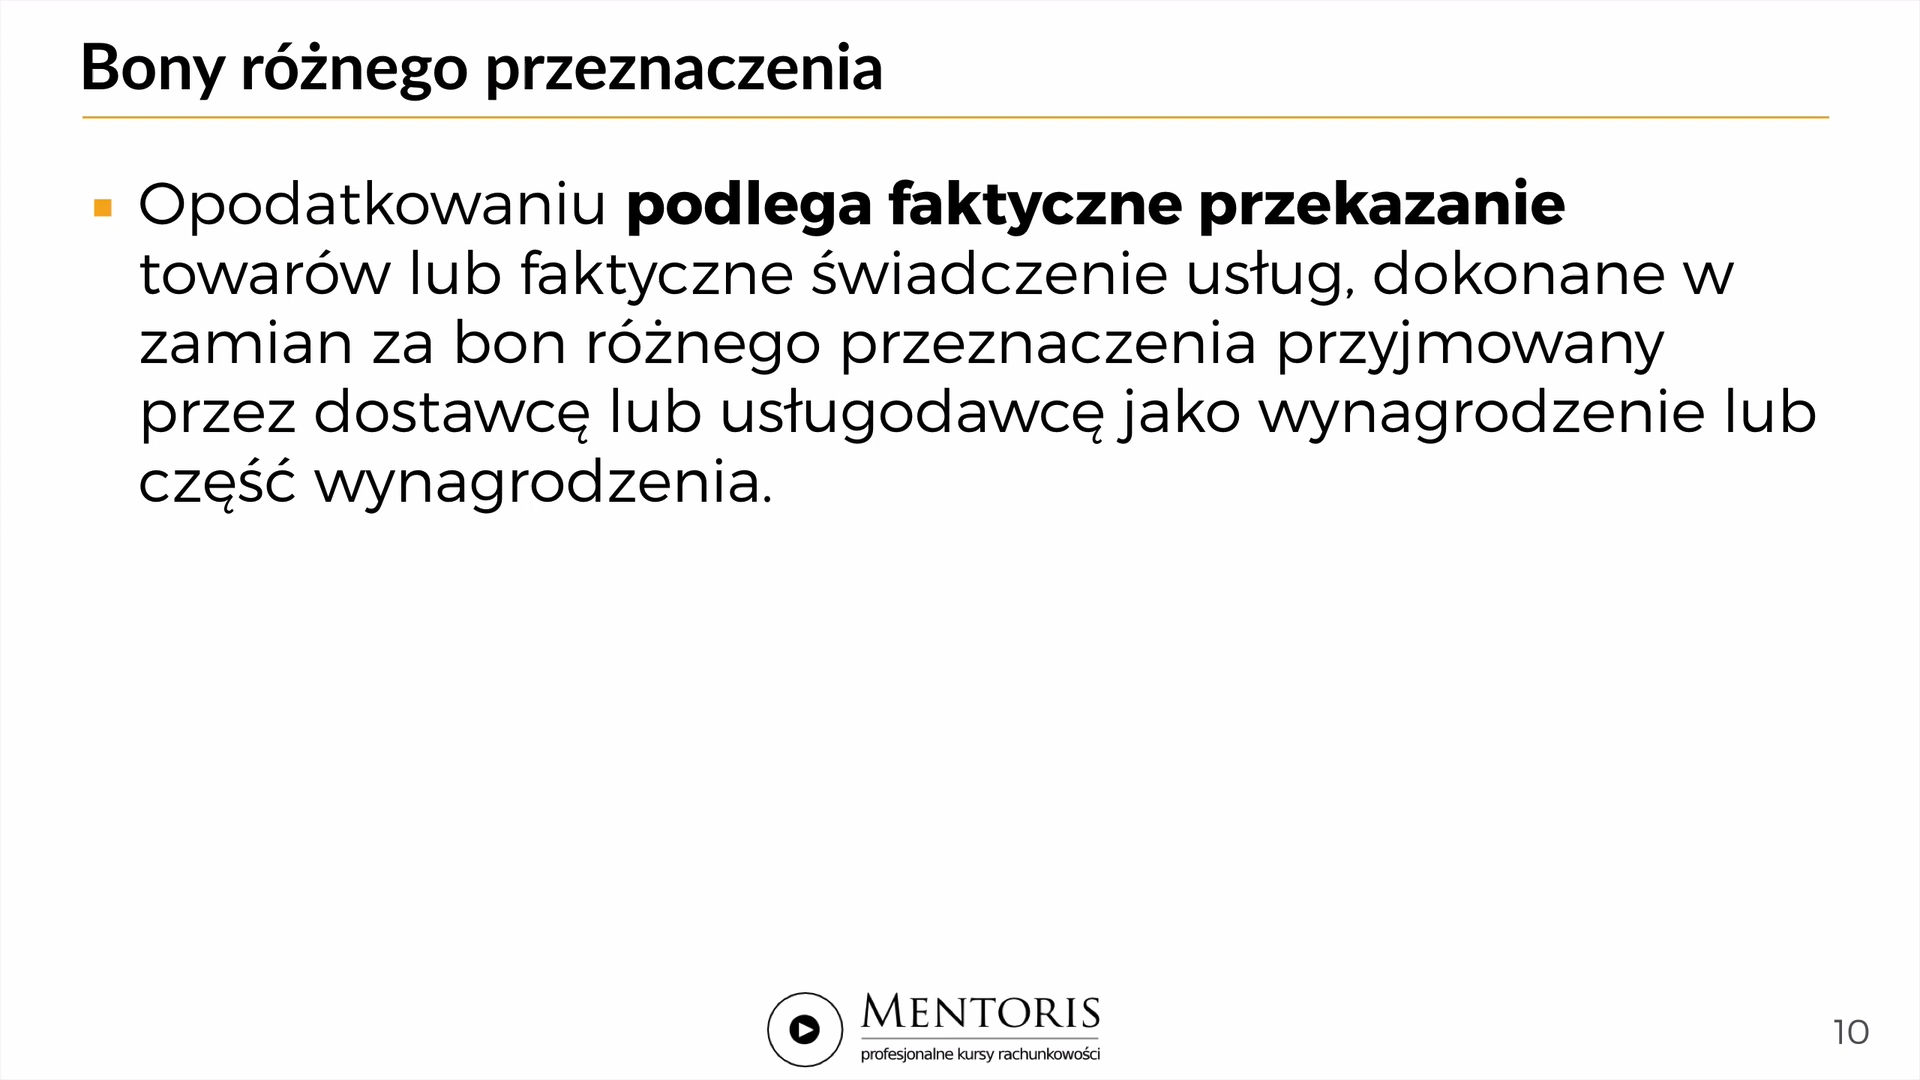 Bony różnego przeznaczenia
Opodatkowaniu podlega faktyczne przekazanie
towarów lub faktyczne świadczenie usług, dokonane w
zamian za bon różnego przeznaczenia przyjmowany
przez dostawcę lub usługodawcę jako wynagrodzenie lub
część wynagrodzenia.
MENTORIS
profesjonalne kursy rachunkowości
10